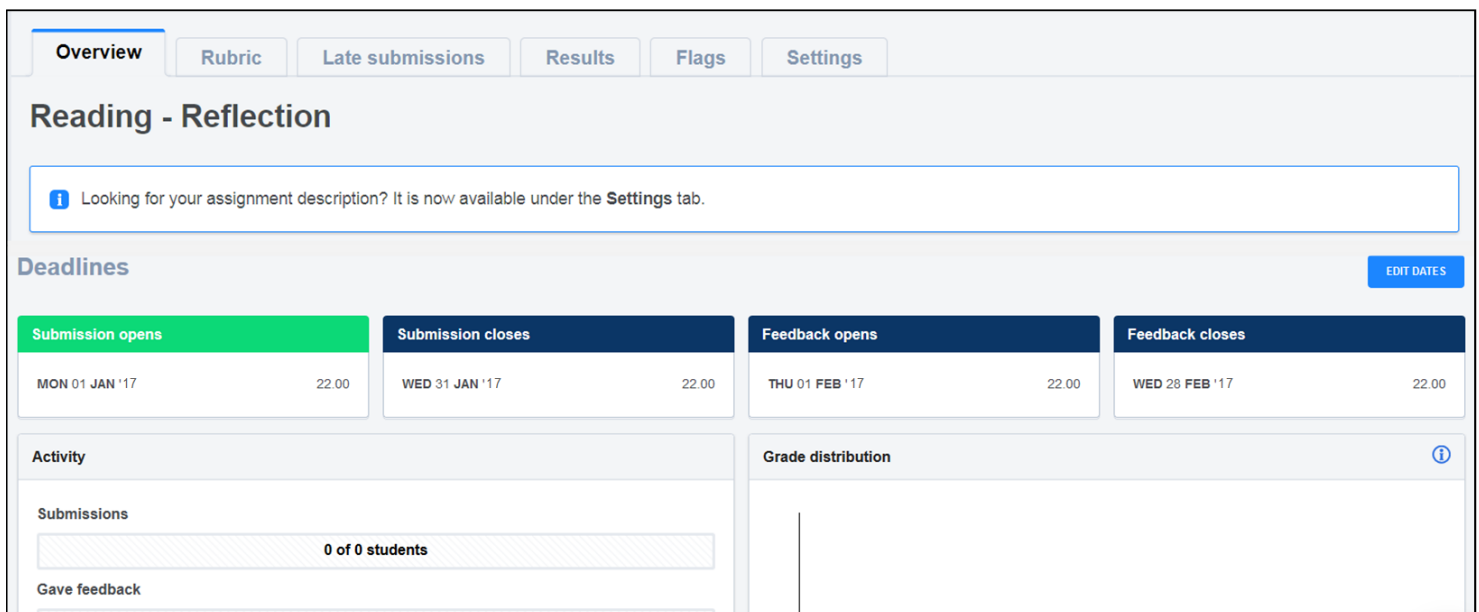 Overview Rubric Late submissions Results Flags Settings
Reading - Reflection
i Looking for your assignment description? It is now available under the Settings tab.
Deadlines
EDIT DATES
Submission opens Submission closes Feedback opens Feedback closes
MON 01 JAN '17 22.00 WED 31 JAN '17 22.00 THU 01 FEB '17 22.00 WED 28 FEB '17 22.00
Activity Grade distribution i
Submissions
0 of 0 students
Gave feedback